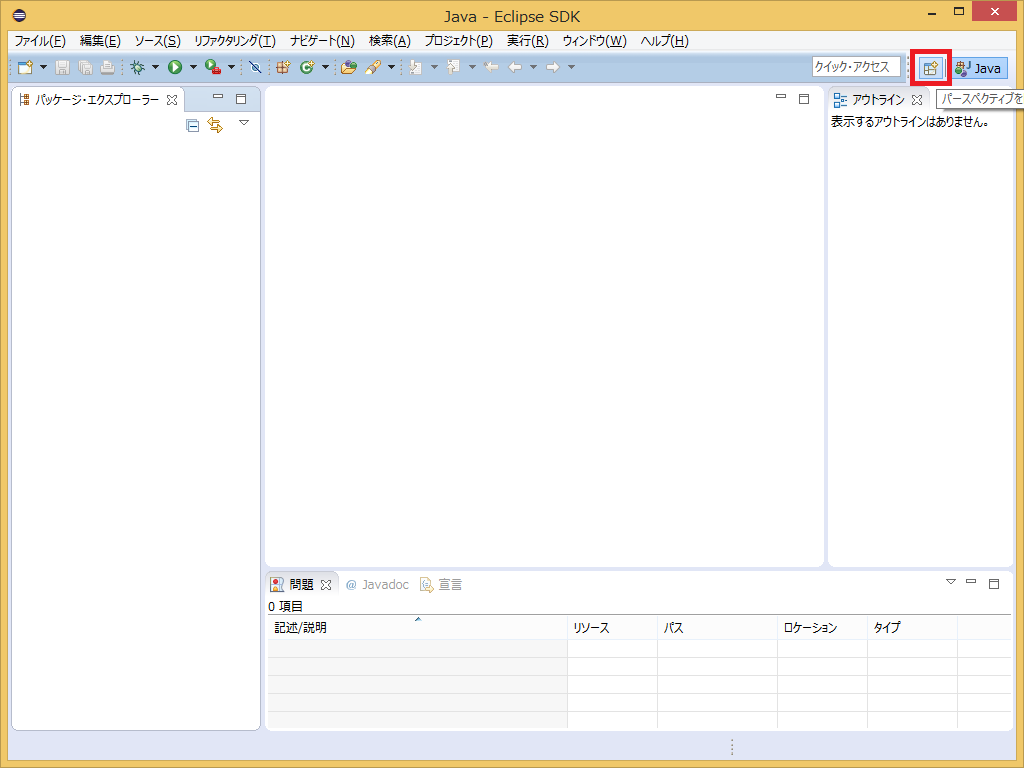 Java - Eclipse SDK
ファイル(F) 編集(E) ソース(S) リファクタリング(T) ナビゲート(N) 検索(A) プロジェクト(P) 実行(R) ウィンドウ(W) ヘルプ(H)
クイック・アクセス Java
パッケージ・エクスプローラー アウトライン パースペクティブを
表示するアウトラインはありません。
問題 @ Javadoc 宣言
0 項目
記述/説明 リソース パス ロケーション タイプ